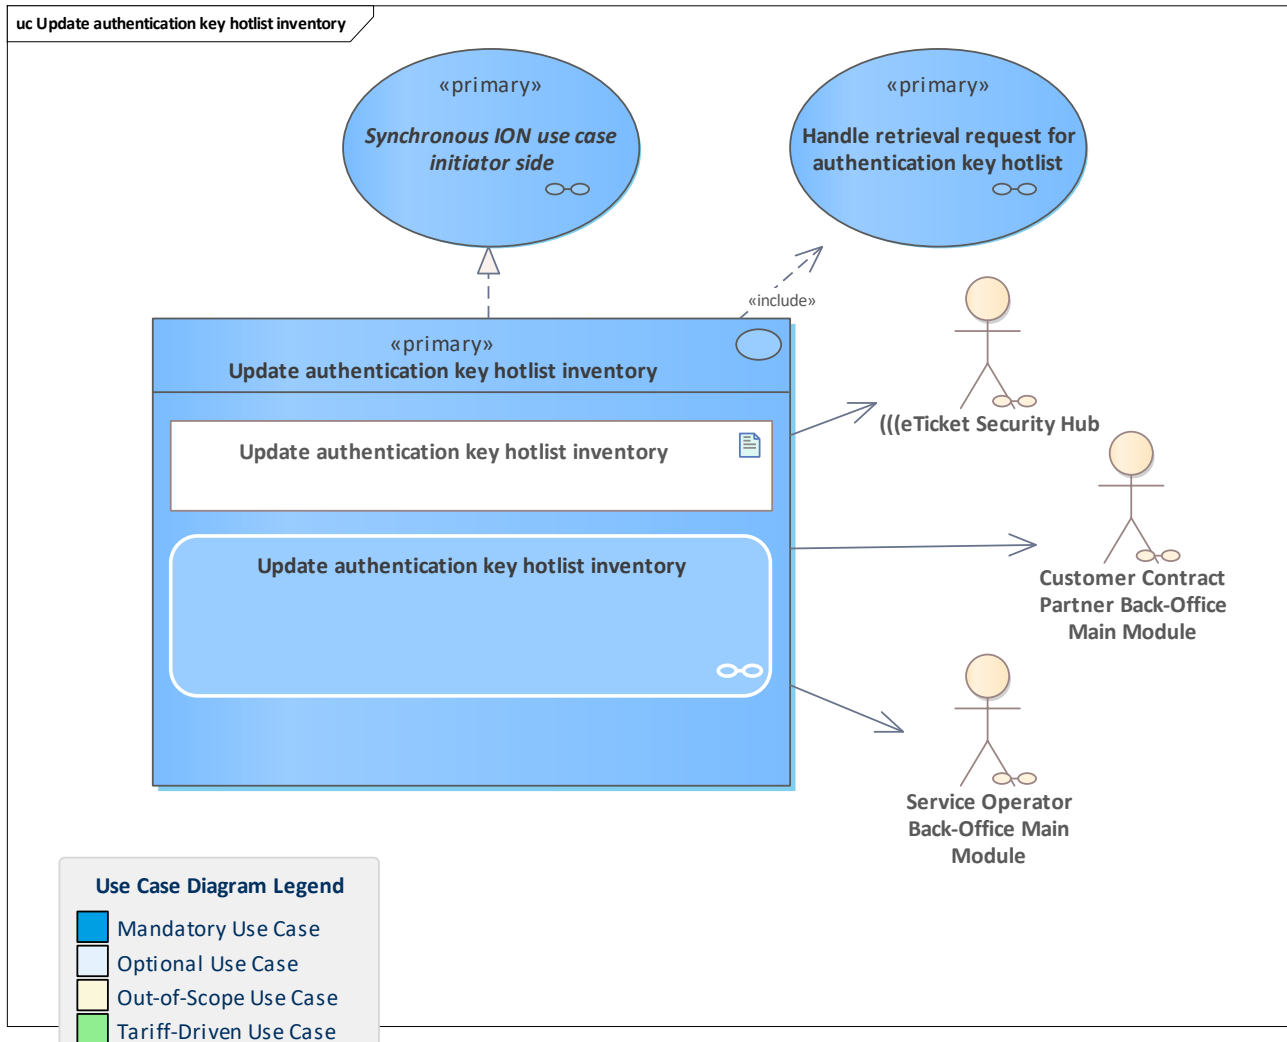 uc Update authentication key hotlist inventory
«primary»
Synchronous ION use case
initiator side
«primary»
Handle retrieval request for
authentication key hotlist
«include»
«primary»
Update authentication key hotlist inventory
Update authentication key hotlist inventory
Update authentication key hotlist inventory
(((eTicket Security Hub
Customer Contract
Partner Back-Office
Main Module
Service Operator
Back-Office Main
Module
Use Case Diagram Legend
Mandatory Use Case
Optional Use Case
Out-of-Scope Use Case
Tariff-Driven Use Case